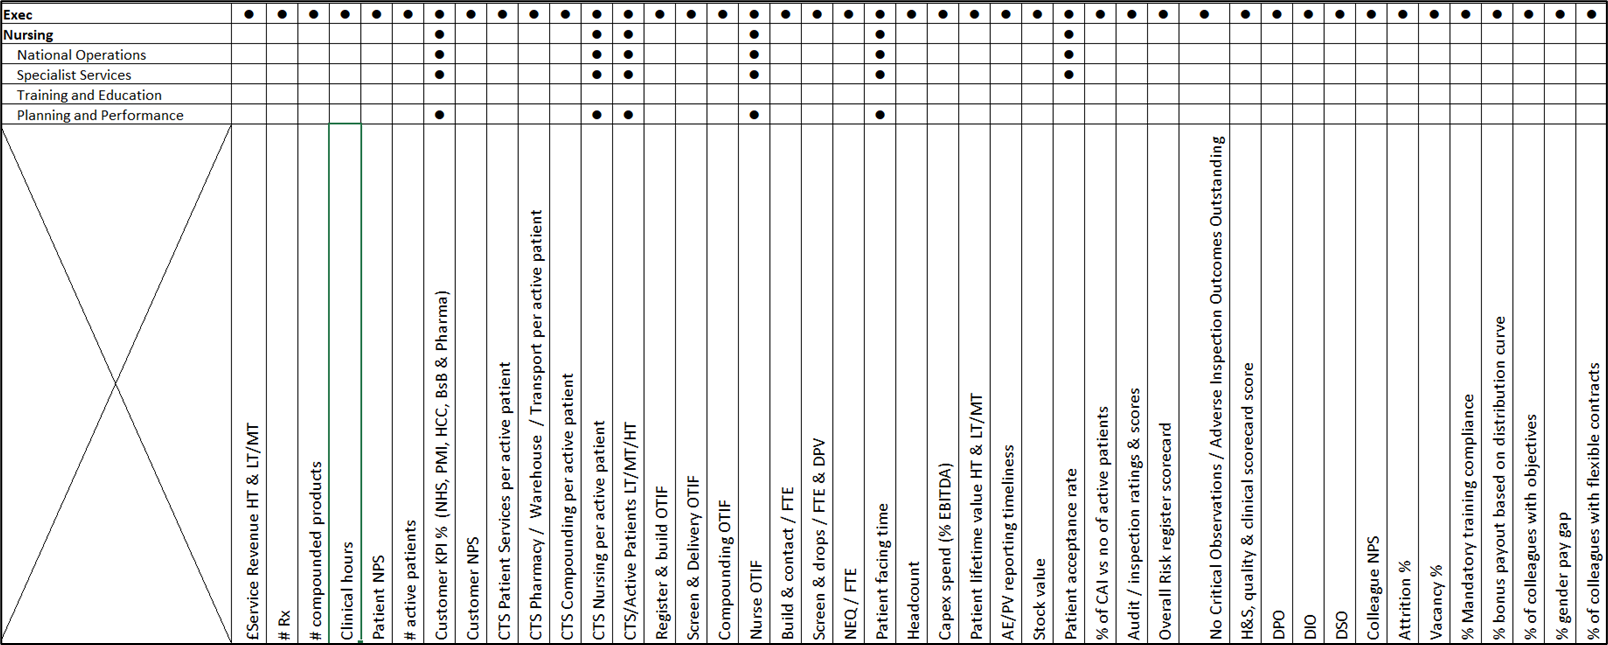 Exec
Nursing
National Operations
Specialist Services
Training and Education
Planning and Performance
£Service Revenue HT & LT/MT
# Rx
# compounded products
Clinical hours
Patient NPS
# active patients
Customer KPI % (NHS, PMI, HCC, BsB & Pharma)
Customer NPS
CTS Patient Services per active patient
CTS Pharmacy / Warehouse / Transport per active patient
CTS Compounding per active patient
CTS Nursing per active patient
CTS/Active Patients LT/MT/HT
Register & build OTIF
Screen & Delivery OTIF
Compounding OTIF
Nurse OTIF
Build & contact / FTE
Screen & drops / FTE & DPV
NEQ / FTE
Patient facing time
Headcount
Capex spend (% EBITDA)
Patient lifetime value HT & LT/MT
AE/PV reporting timeliness
Stock value
Patient acceptance rate
% of CAI vs no of active patients
Audit / inspection ratings & scores
Overall Risk register scorecard
No Critical Observations / Adverse Inspection Outcomes Outstanding
H&S, quality & clinical scorecard score
DPO
DIO
DSO
Colleague NPS
Attrition %
Vacancy %
% Mandatory training compliance
% bonus payout based on distribution curve
% of colleagues with objectives
% gender pay gap
% of colleagues with flexible contracts